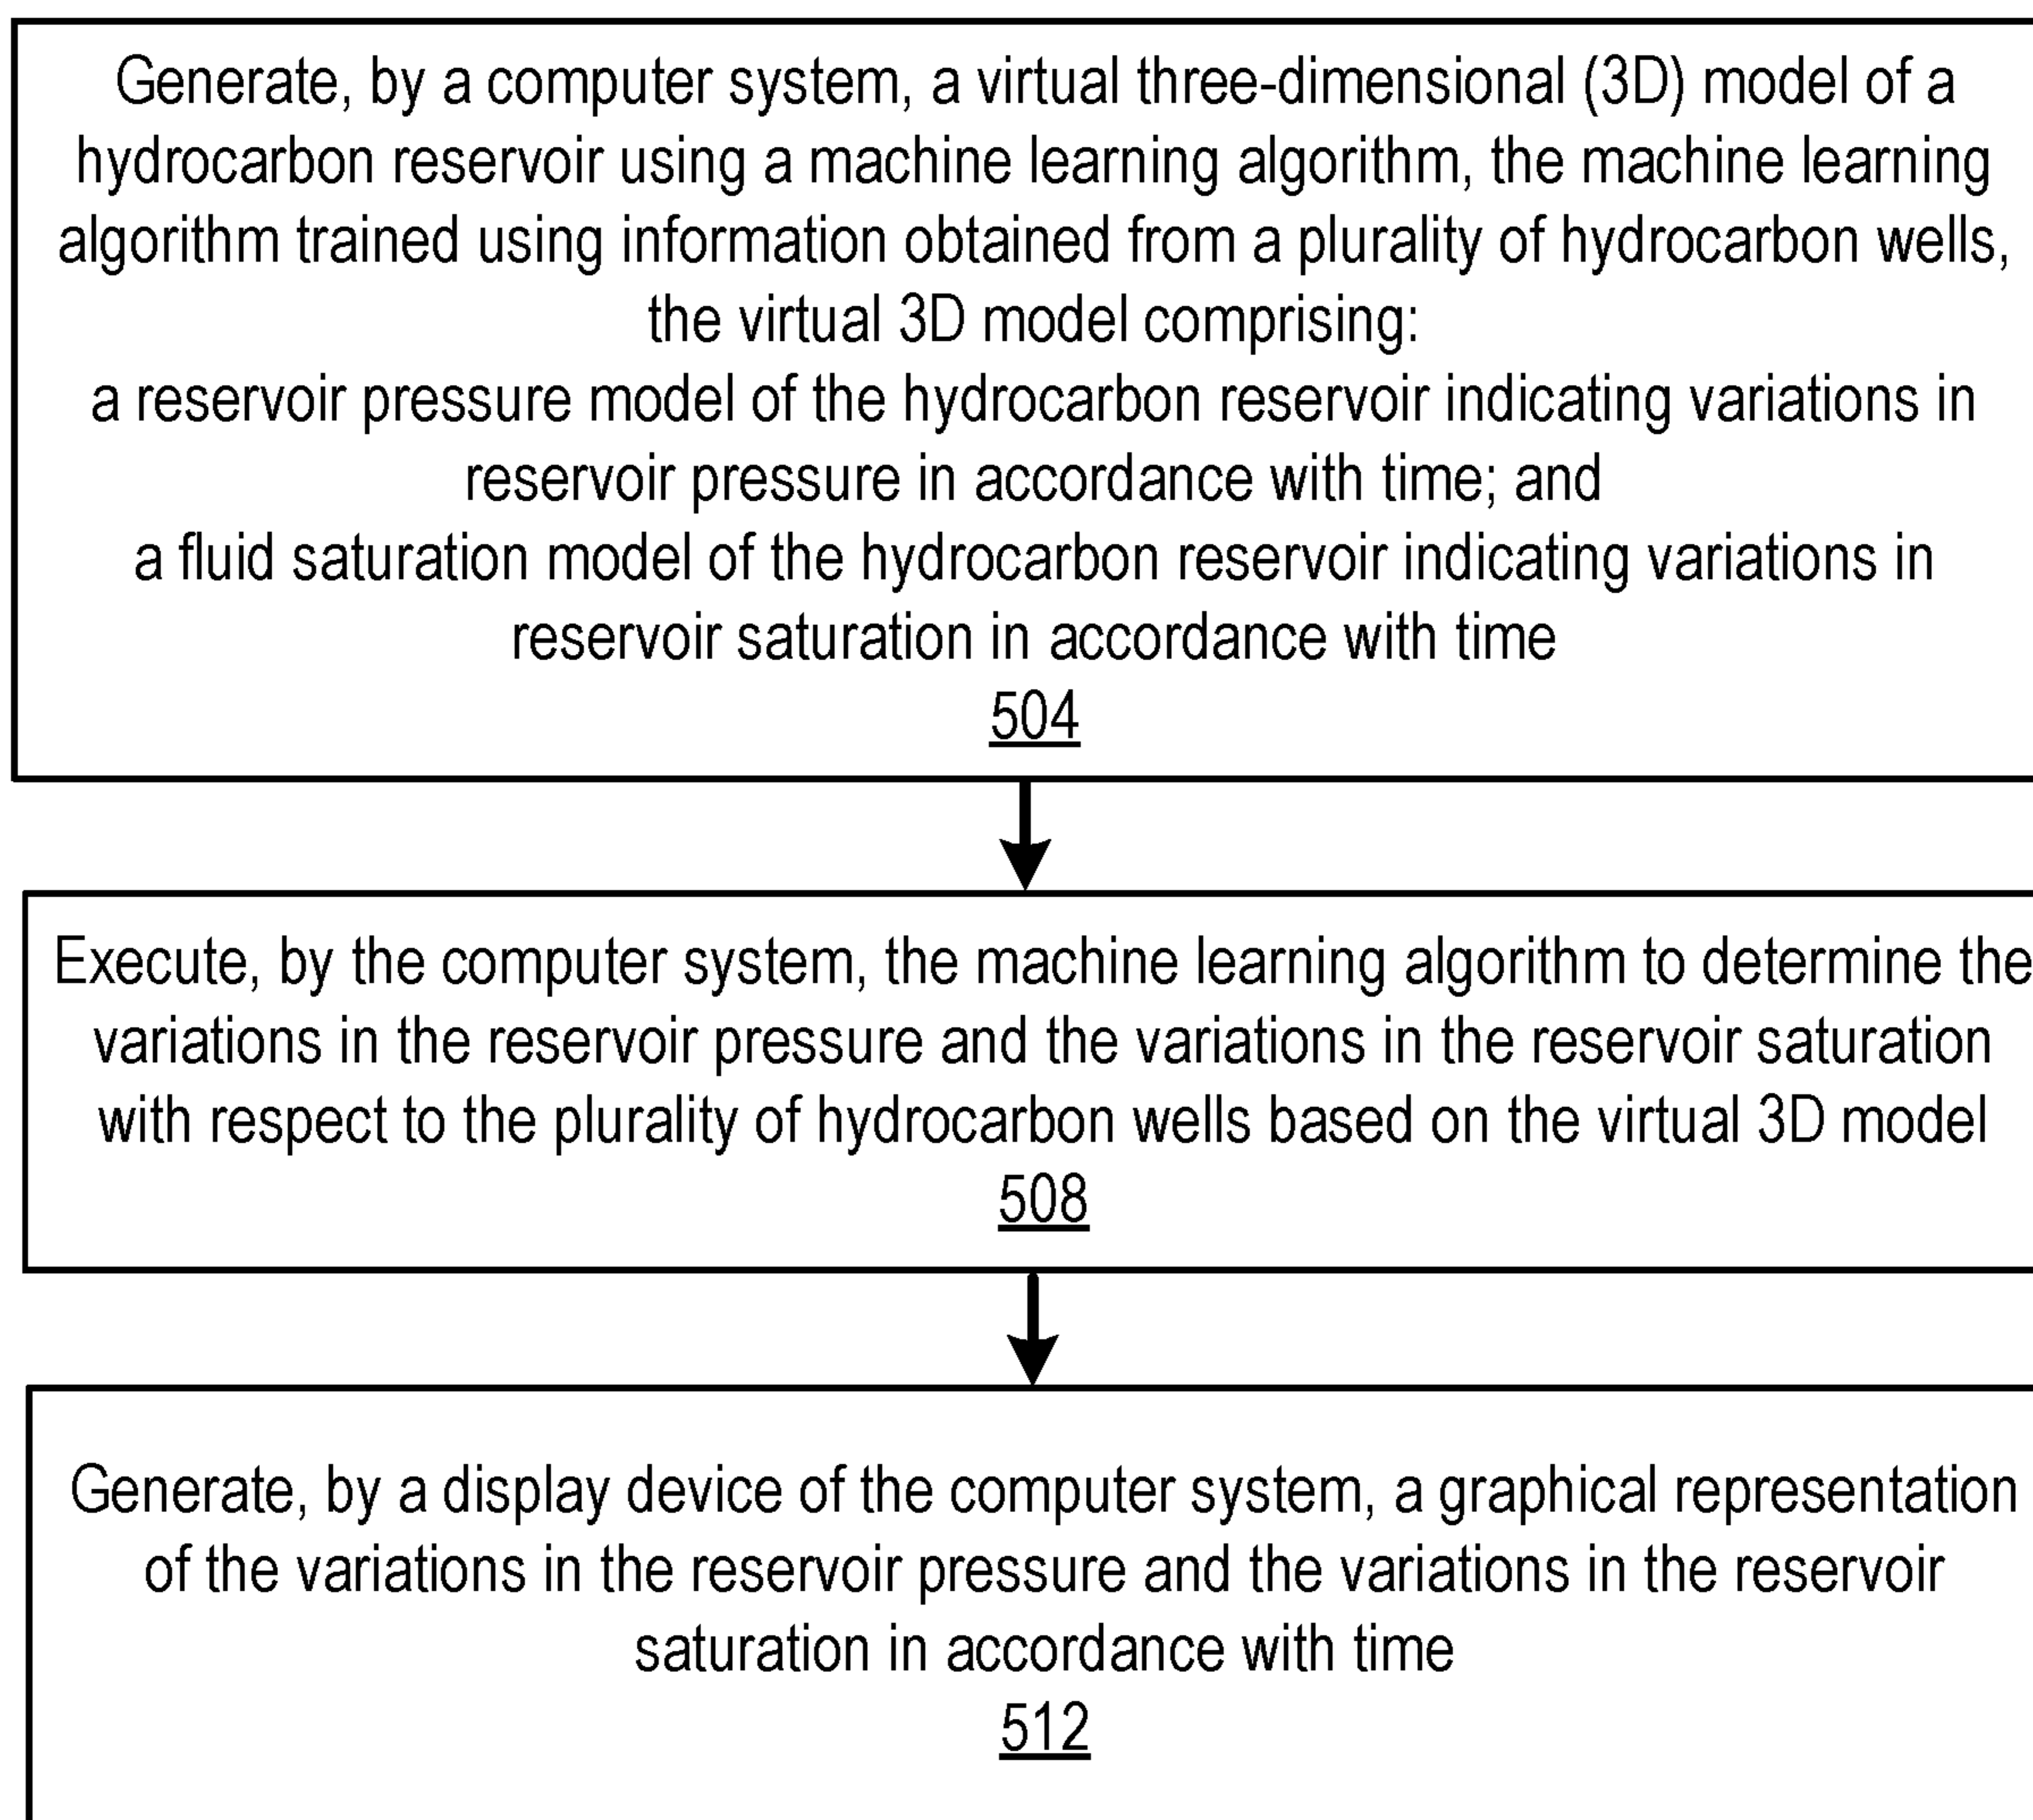 Generate, by a computer system, a virtual three-dimensional (3D) model of a
hydrocarbon reservoir using a machine learning algorithm, the machine learning
algorithm trained using information obtained from a plurality of hydrocarbon wells,
the virtual 3D model comprising:
a reservoir pressure model of the hydrocarbon reservoir indicating variations in
reservoir pressure in accordance with time; and
a fluid saturation model of the hydrocarbon reservoir indicating variations in
reservoir saturation in accordance with time
504
Execute, by the computer system, the machine learning algorithm to determine the
variations in the reservoir pressure and the variations in the reservoir saturation
with respect to the plurality of hydrocarbon wells based on the virtual 3D model
508
Generate, by a display device of the computer system, a graphical representation
of the variations in the reservoir pressure and the variations in the reservoir
saturation in accordance with time
512